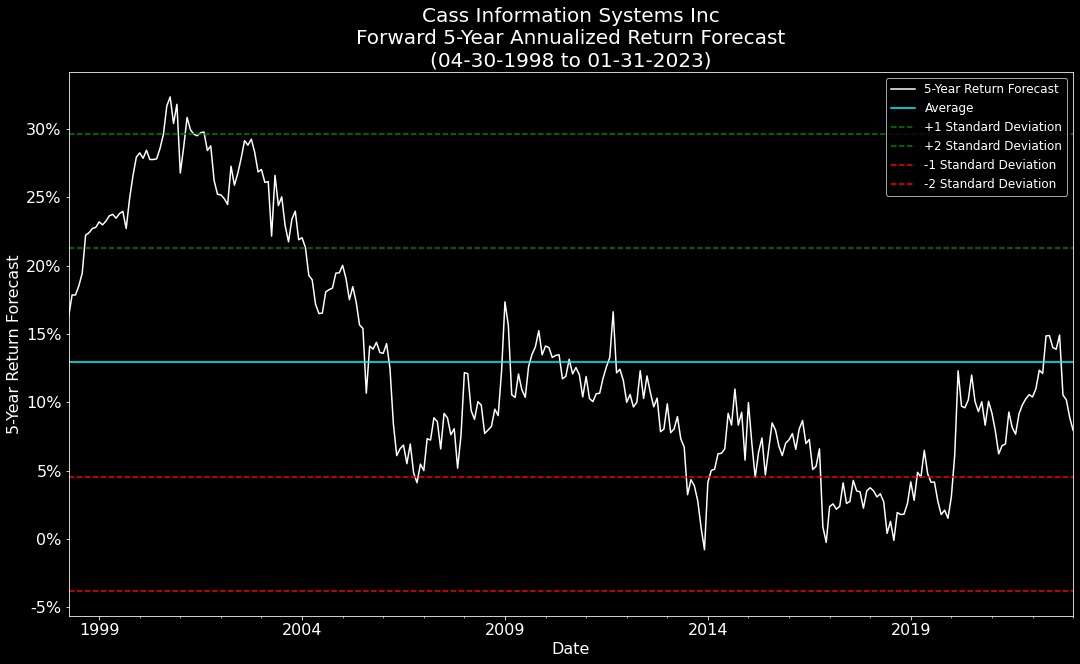 Cass Information Systems Inc
Forward 5-Year Annualized Return Forecast
(04-30-1998 to 01-31-2023)
5-Year Return Forecast
Average
+1 Standard Deviation
+2 Standard Deviation
-1 Standard Deviation
-2 Standard Deviation
5-Year Return Forecast
30%
25%
20%
15%
10%
5%
0%
-5%
1999
2004
2009
2014
2019
Date